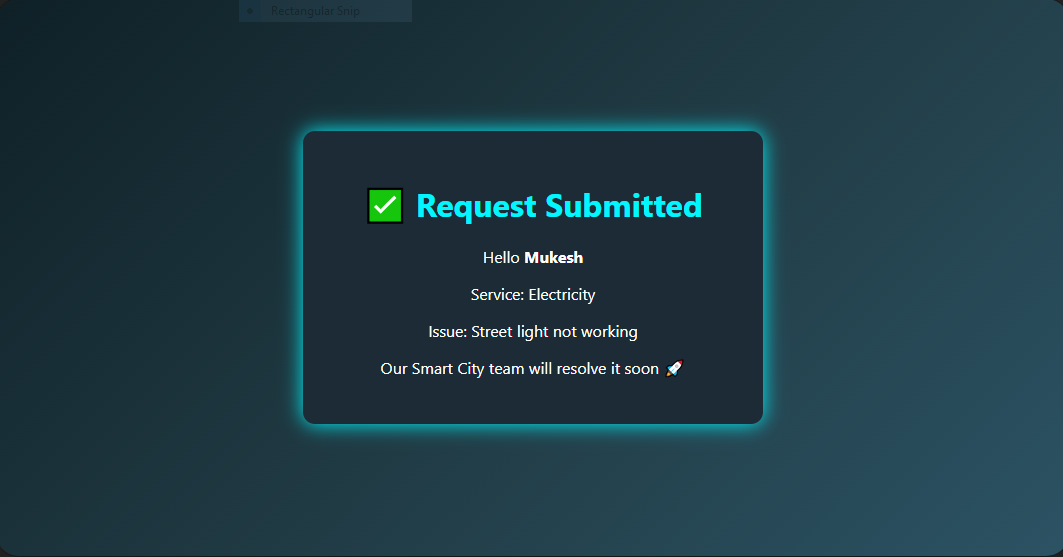 Rectangular Snip
✅ Request Submitted
Hello Mukesh
Service: Electricity
Issue: Street light not working
Our Smart City team will resolve it soon 🚀